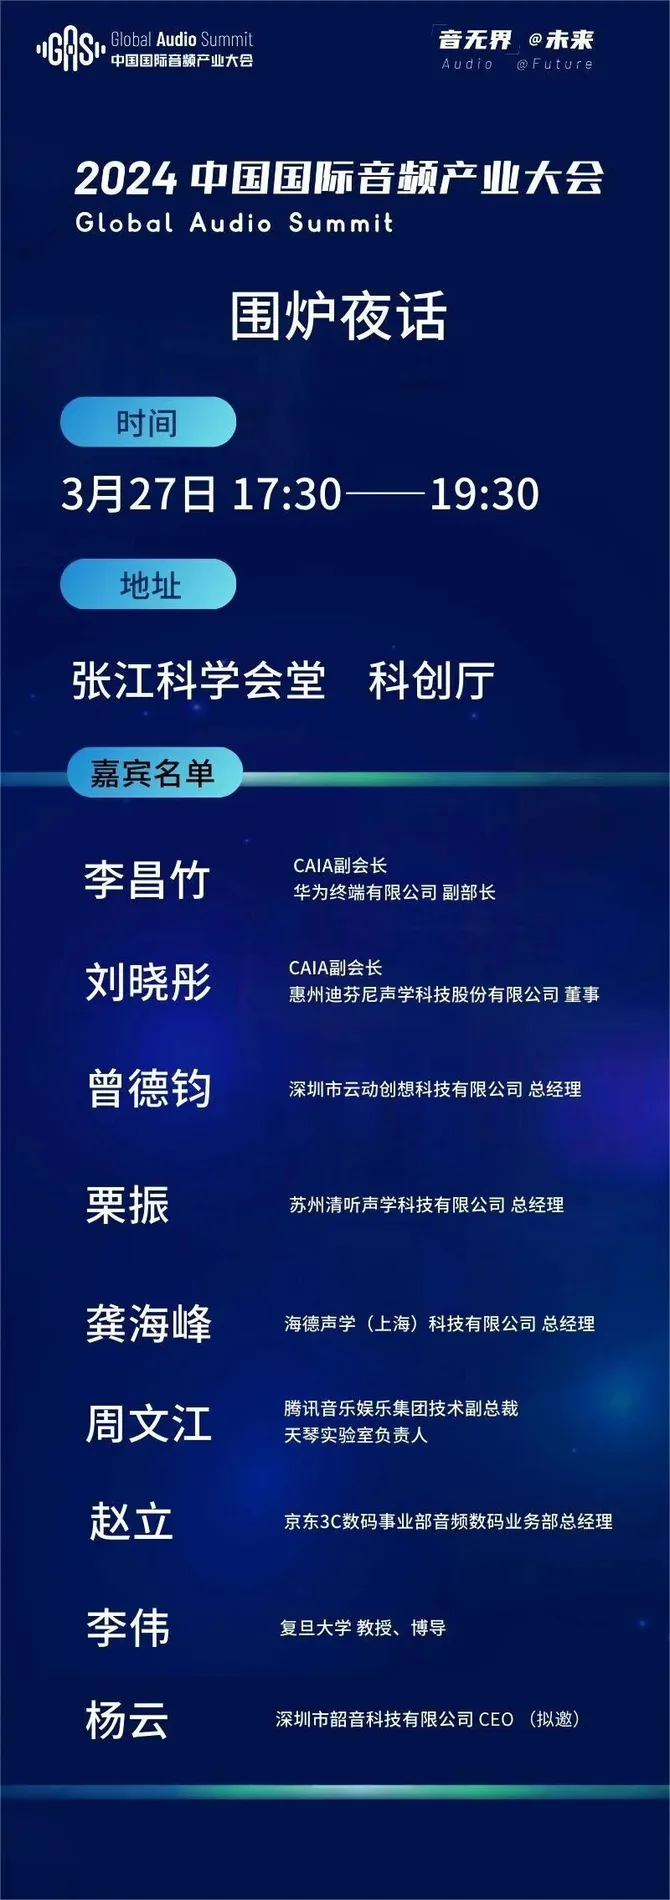 GAS Global Audio Summit
中国国际音频产业大会
音无界 @未来
Audio @Future
2024 中国国际音频产业大会
Global Audio Summit
围炉夜话
时间
3月27日 17:30——19:30
地址
张江科学会堂 科创厅
嘉宾名单
李昌竹
CAIA副会长
华为终端有限公司 副部长
刘晓彤
CAIA副会长
惠州迪芬尼声学科技股份有限公司 董事
曾德钧
深圳市云动创想科技有限公司 总经理
栗振
苏州清听声学科技有限公司 总经理
龚海峰
海德声学（上海）科技有限公司 总经理
周文江
腾讯音乐娱乐集团技术副总裁
天琴实验室负责人
赵立
京东3C数码事业部音频数码业务部总经理
李伟
复旦大学 教授、博导
杨云
深圳市韶音科技有限公司 CEO （拟邀）